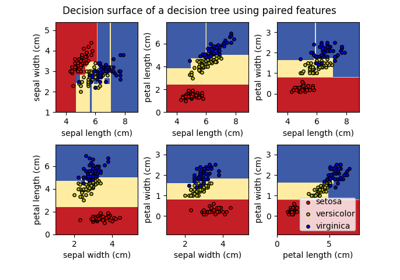 Decision surface of a decision tree using paired features
sepal width (cm)
5
4
3
2
1
4
6
8
sepal length (cm)
petal length (cm)
6
4
2
0
4
6
8
sepal length (cm)
petal width (cm)
3
2
1
0
4
6
8
sepal length (cm)
petal length (cm)
6
4
2
0
2
4
sepal width (cm)
petal width (cm)
3
2
1
0
2
4
sepal width (cm)
petal width (cm)
3
2
1
0
0
5
petal length (cm)
setosa
versicolor
virginica